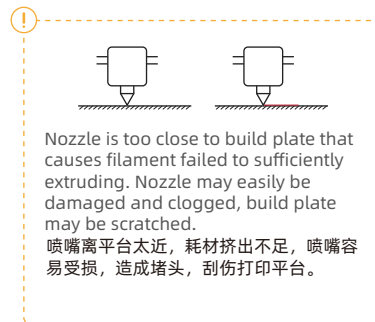 Nozzle is too close to build plate that
causes filament failed to sufficiently
extruding. Nozzle may easily be
damaged and clogged, build plate
may be scratched.
喷嘴离平台太近，耗材挤出不足，喷嘴容
易受损，造成堵头，刮伤打印平台。